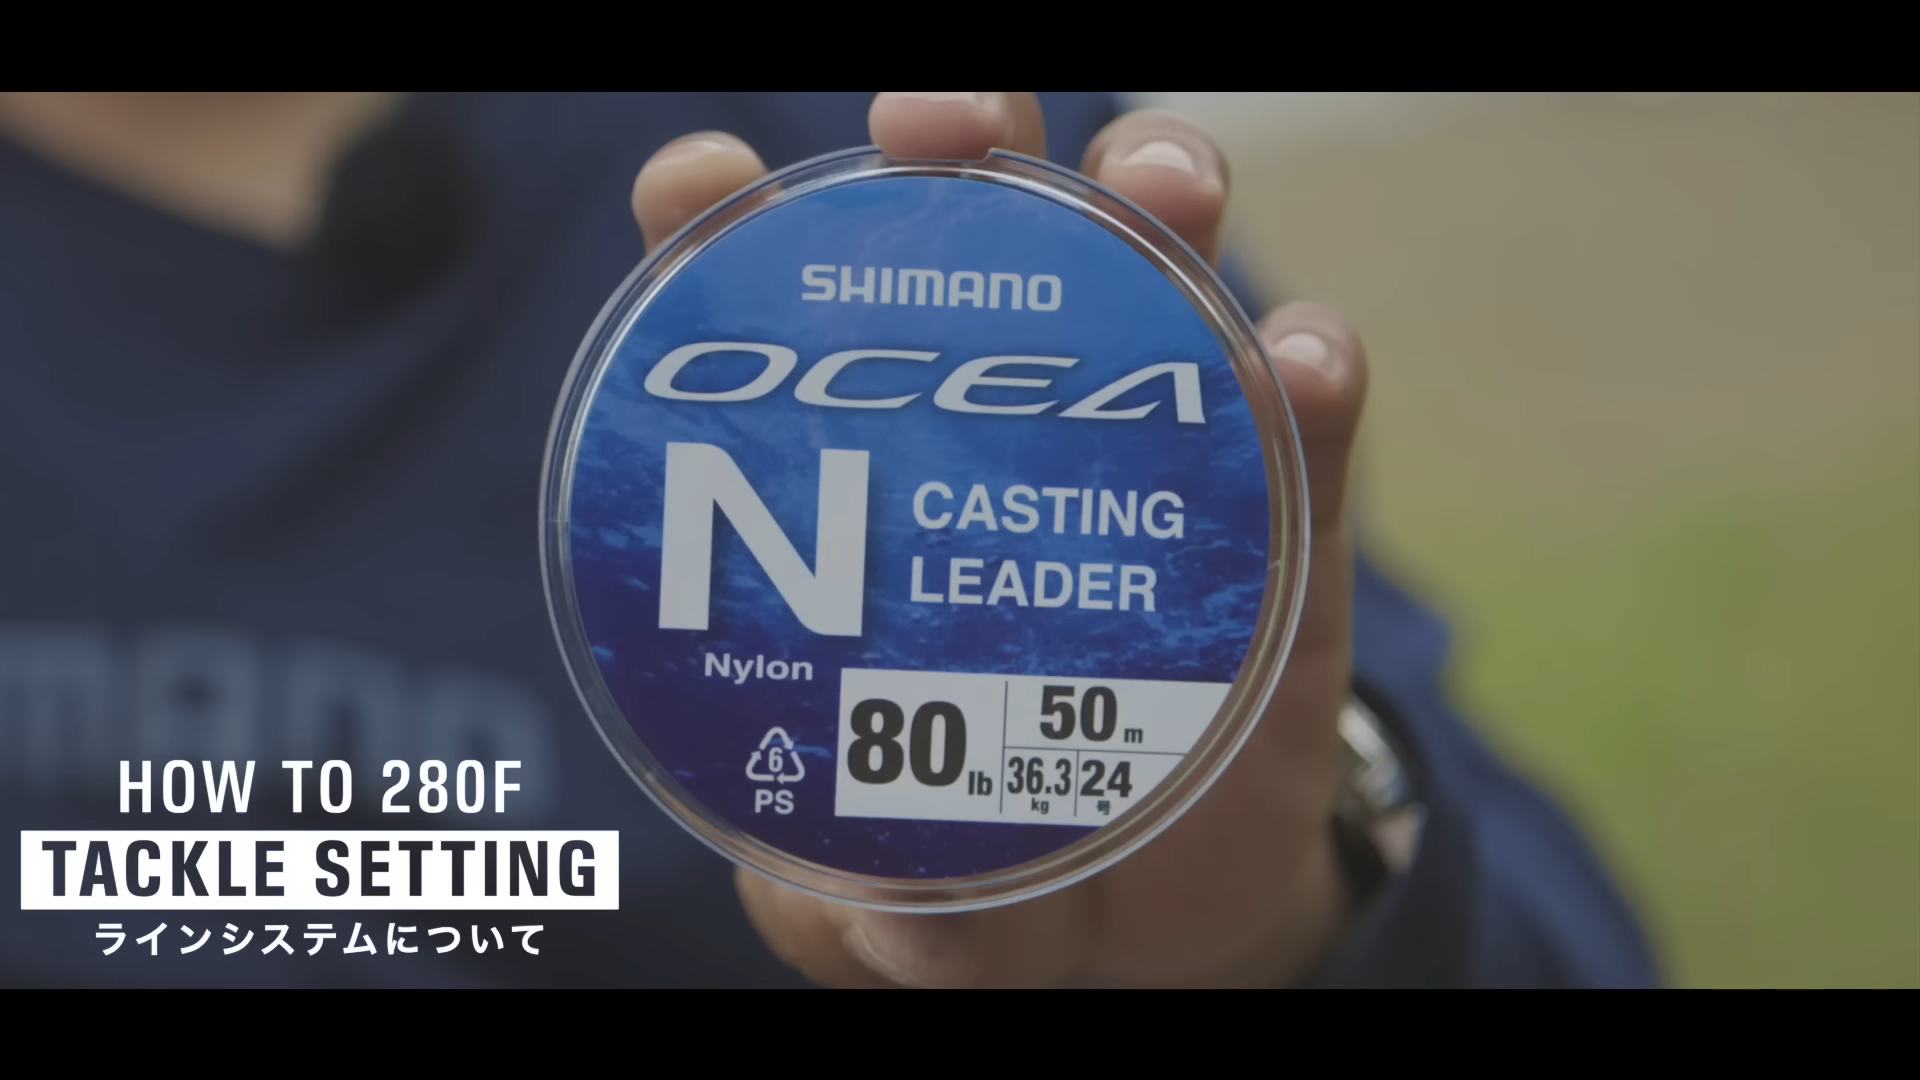 SHIMANO
OCEA
N
CASTING
LEADER
Nylon
80 lb
50 m
36.3 kg
24 号
6
PS
HOW TO 280F
TACKLE SETTING
ラインシステムについて